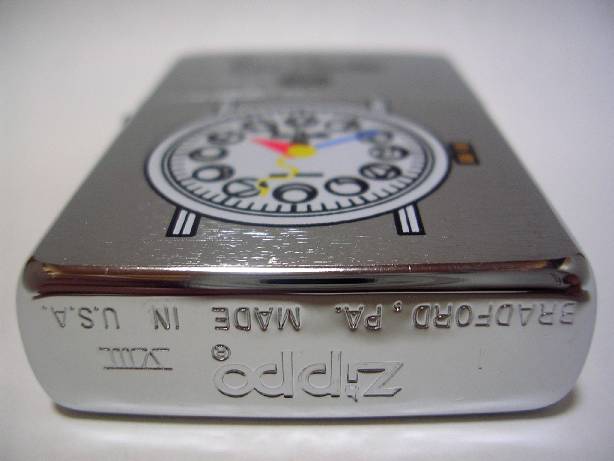 I zippo ® VIII
BRADFORD, PA. MADE IN U.S.A.